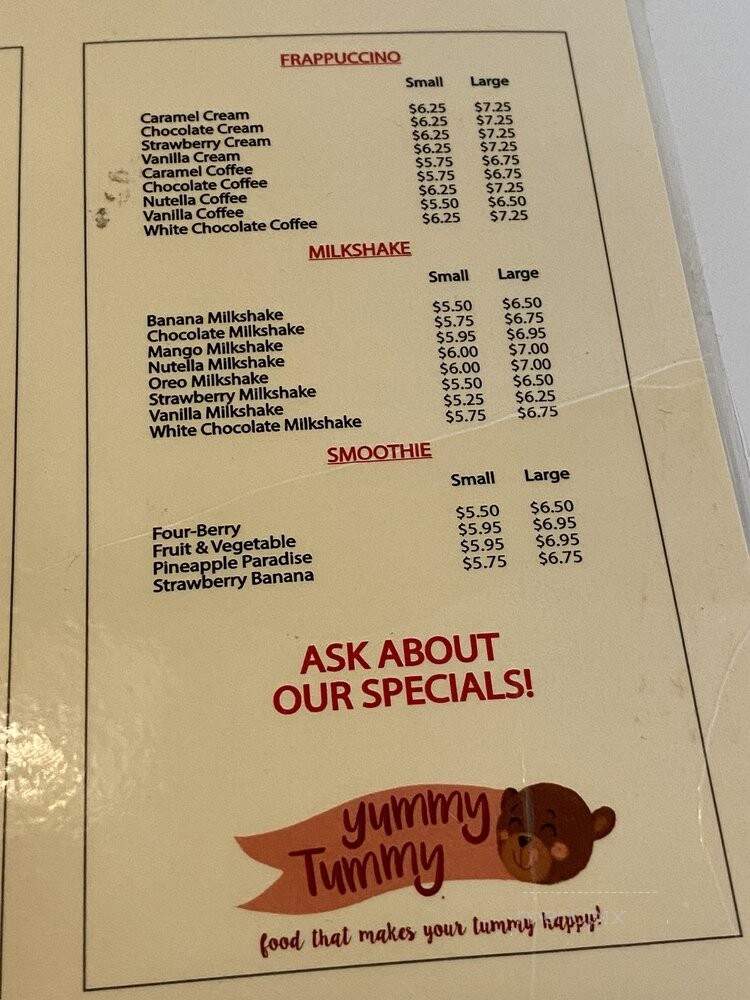 FRAPPUCCINO
Small Large
Caramel Cream $6.25 $7.25
Chocolate Cream $6.25 $7.25
Strawberry Cream $6.25 $7.25
Vanilla Cream $6.25 $7.25
Caramel Coffee $5.75 $6.75
Chocolate Coffee $5.75 $6.75
Nutella Coffee $6.25 $7.25
Vanilla Coffee $5.50 $6.50
White Chocolate Coffee $6.25 $7.25
MILKSHAKE
Small Large
Banana Milkshake $5.50 $6.50
Chocolate Milkshake $5.75 $6.75
Mango Milkshake $5.95 $6.95
Nutella Milkshake $6.00 $7.00
Oreo Milkshake $6.00 $7.00
Strawberry Milkshake $5.50 $6.50
Vanilla Milkshake $5.25 $6.25
White Chocolate Milkshake $5.75 $6.75
SMOOTHIE
Small Large
Four-Berry $5.50 $6.50
Fruit & Vegetable $5.95 $6.95
Pineapple Paradise $5.95 $6.95
Strawberry Banana $5.75 $6.75
ASK ABOUT
OUR SPECIALS!
yummy
Tummy
food that makes your tummy happy!